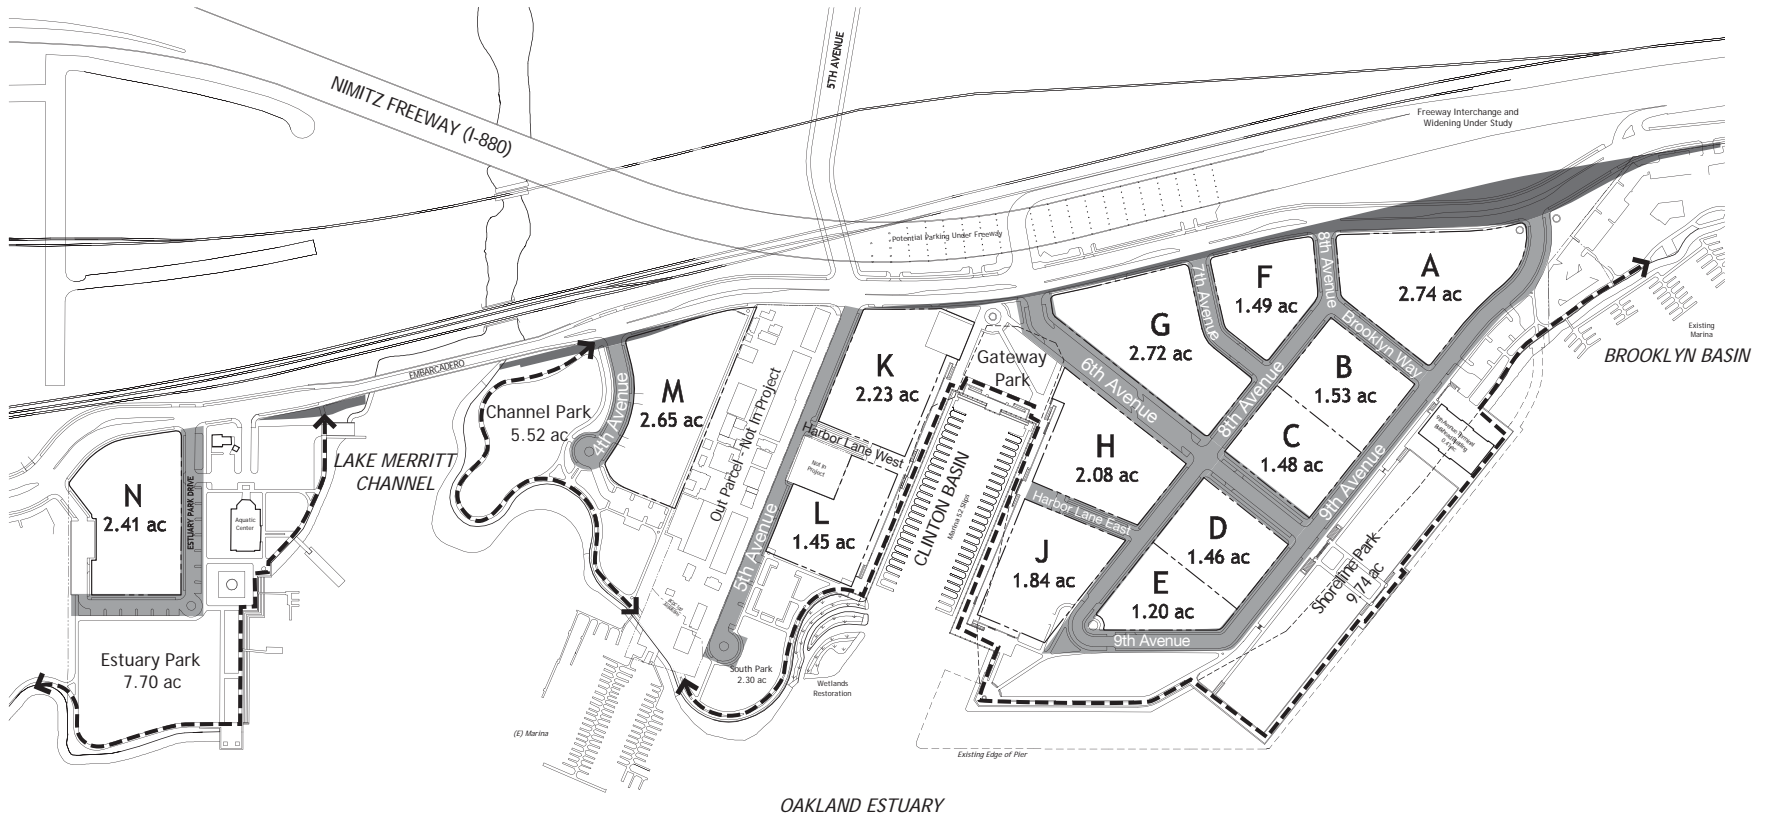 NIMITZ FREEWAY (I-880)
5TH AVENUE
Freeway Interchange and
Widening Under Study
Potential Parking Under Freeway
EMBARCADERO
BROOKLYN BASIN
Existing
Marina
A
2.74 ac
8th Avenue
F
1.49 ac
7th Avenue
G
2.72 ac
Brooklyn Way
B
1.53 ac
C
1.48 ac
8th Avenue
6th Avenue
Gateway
Park
K
2.23 ac
Harbor Lane West
Not in
Project
L
1.45 ac
5th Avenue
Out Parcel - Not In Project
M
2.65 ac
4th Avenue
Channel Park
5.52 ac
LAKE MERRITT
CHANNEL
N
2.41 ac
ESTUARY PARK DRIVE
Aquatic
Center
Estuary Park
7.70 ac
CLINTON BASIN
Marina 52 Slips
H
2.08 ac
Harbor Lane East
J
1.84 ac
D
1.46 ac
E
1.20 ac
9th Avenue
9th Avenue
Shoreline Park
9.74 ac
South Park
2.30 ac
Wetlands
Restoration
(E) Marina
Existing Edge of Pier
OAKLAND ESTUARY